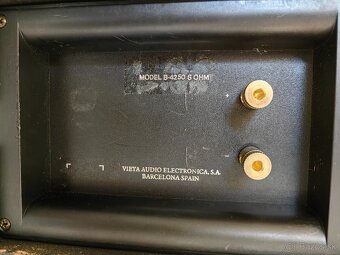 MODEL B-4250 6 OHM
VIETA AUDIO ELECTRONICA, S.A.
BARCELONA SPAIN